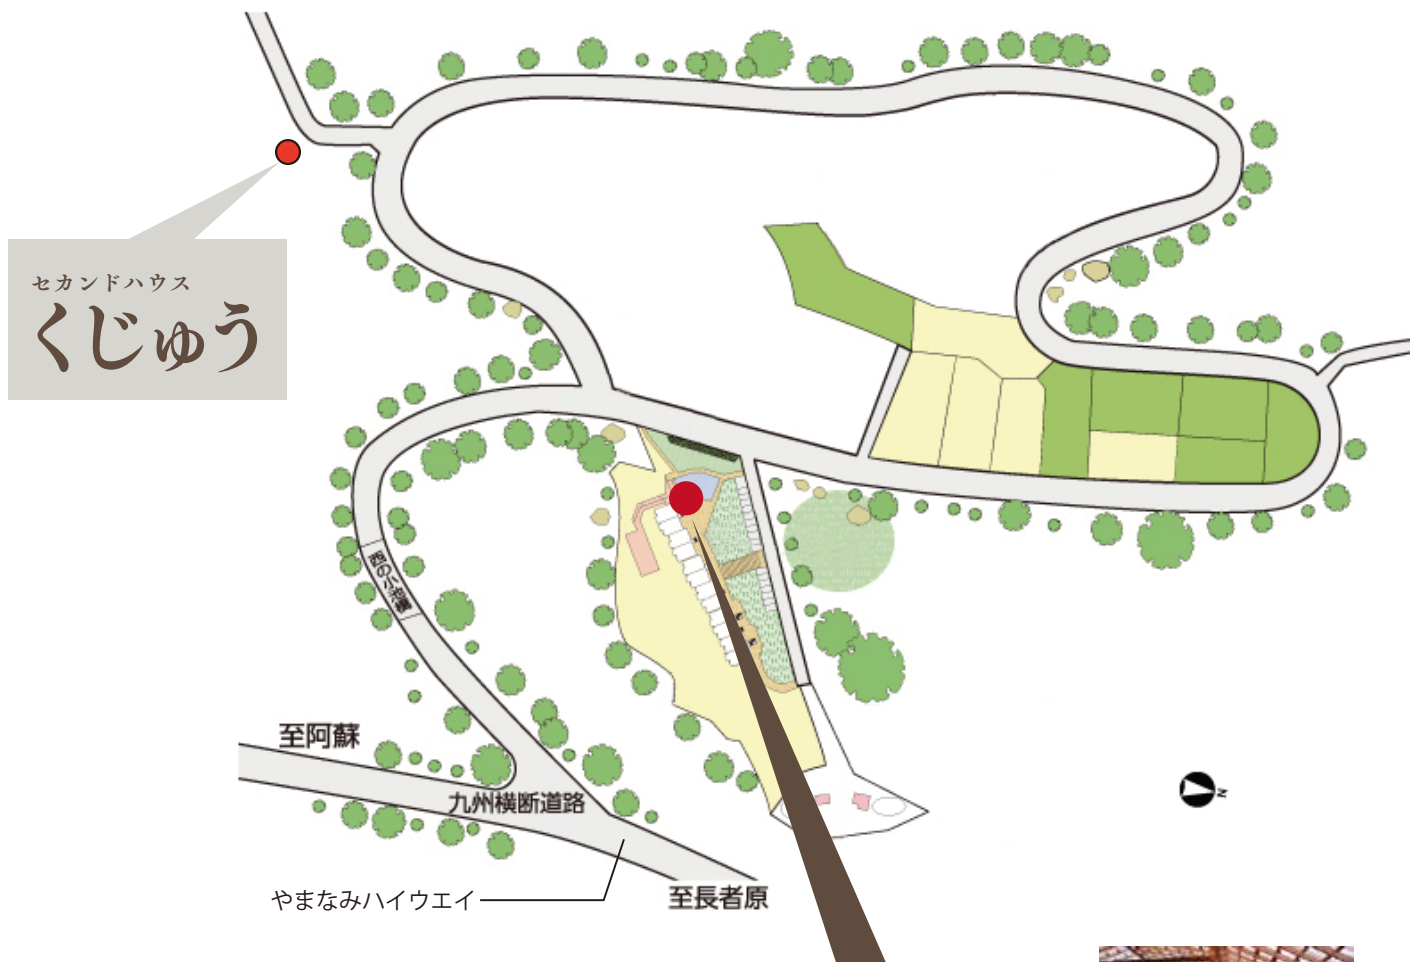 セカンドハウス
くじゅう
西の小池橋
至阿蘇
九州横断道路
やまなみハイウエイ
至長者原
N